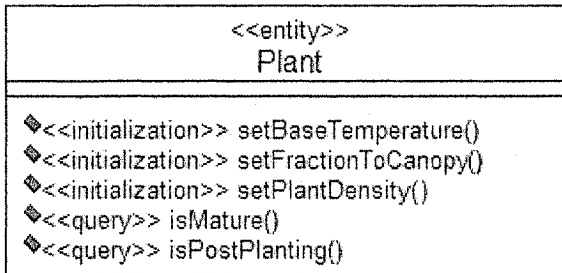 <<entity>>
Plant
<<initialization>> setBaseTemperature()
<<initialization>> setFractionToCanopy()
<<initialization>> setPlantDensity()
<<query>> isMature()
<<query>> isPostPlanting()